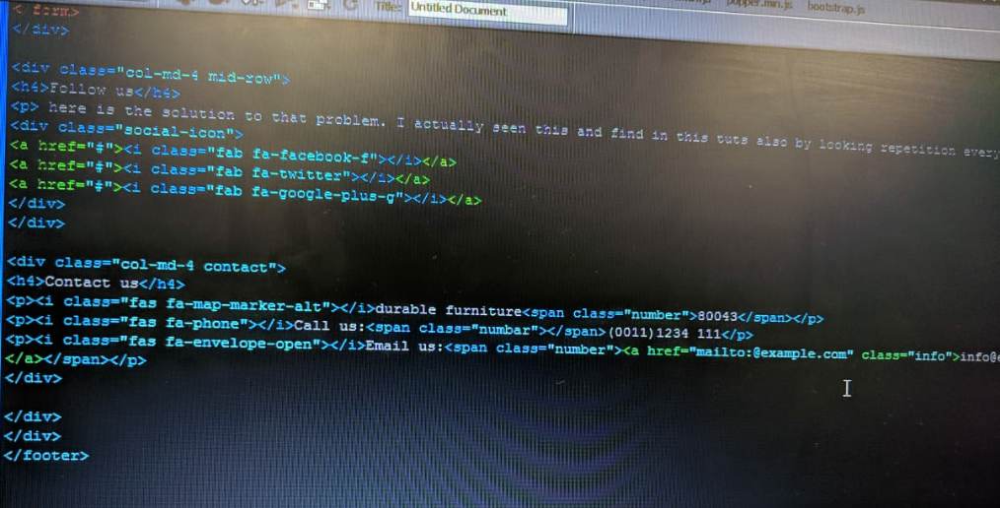 Title: Untitled Document
popper.min.js bootstrap.js
</form>
</div>
<div class="col-md-4 mid-row">
<h4>Follow us</h4>
<p> here is the solution to that problem. I actually seen this and find in this tuts also by looking repetition every
<div class="social-icon">
<a href="#"><i class="fab fa-facebook-f"></i></a>
<a href="#"><i class="fab fa-twitter"></i></a>
<a href="#"><i class="fab fa-google-plus-g"></i></a>
</div>
</div>
<div class="col-md-4 contact">
<h4>Contact us</h4>
<p><i class="fas fa-map-marker-alt"></i>durable furniture<span class="number">80043</span></p>
<p><i class="fas fa-phone"></i>Call us:<span class="numbar"></span>(0011)1234 111</p>
<p><i class="fas fa-envelope-open"></i>Email us:<span class="number"><a href="mailto:@example.com" class="info">info@e
</a></span></p>
</div>
</div>
</div>
</footer>